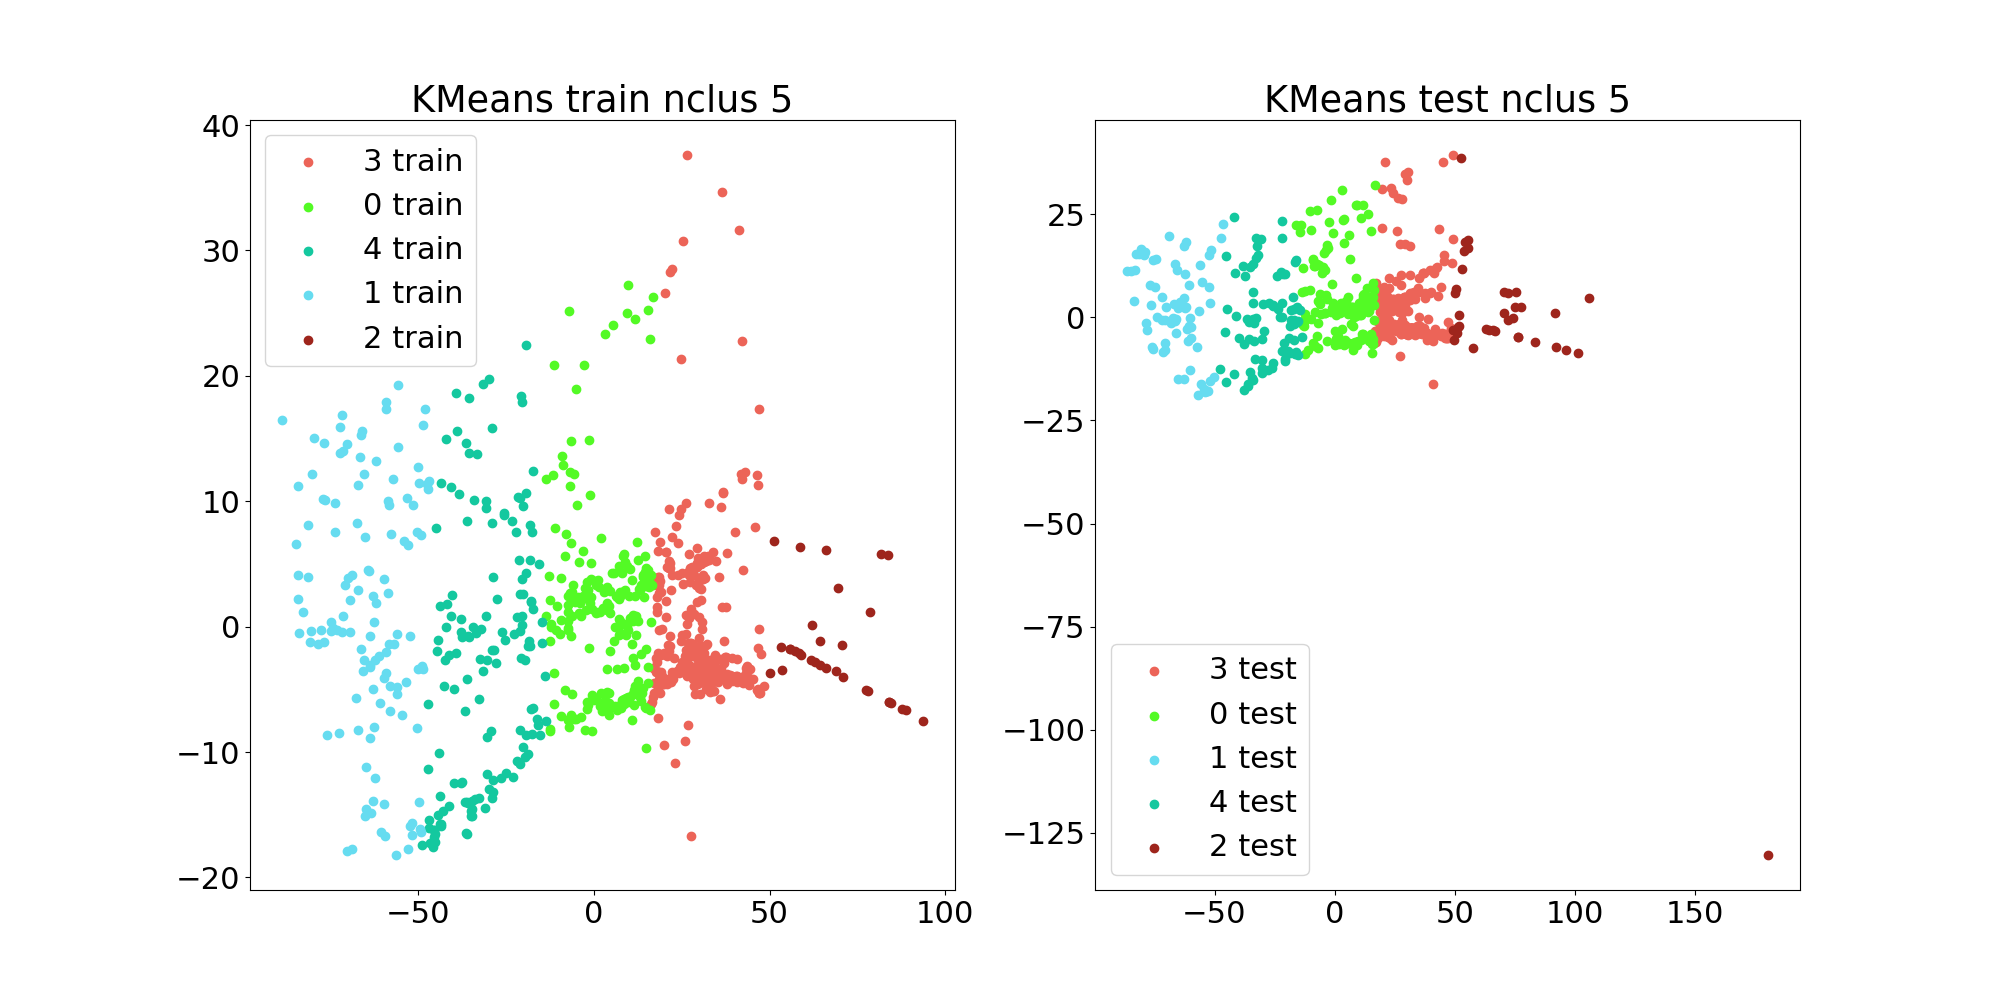 KMeans train nclus 5
40
30
20
10
0
−10
−20
−50
0
50
100
3 train
0 train
4 train
1 train
2 train
KMeans test nclus 5
25
0
−25
−50
−75
−100
−125
−50
0
50
100
150
3 test
0 test
1 test
4 test
2 test